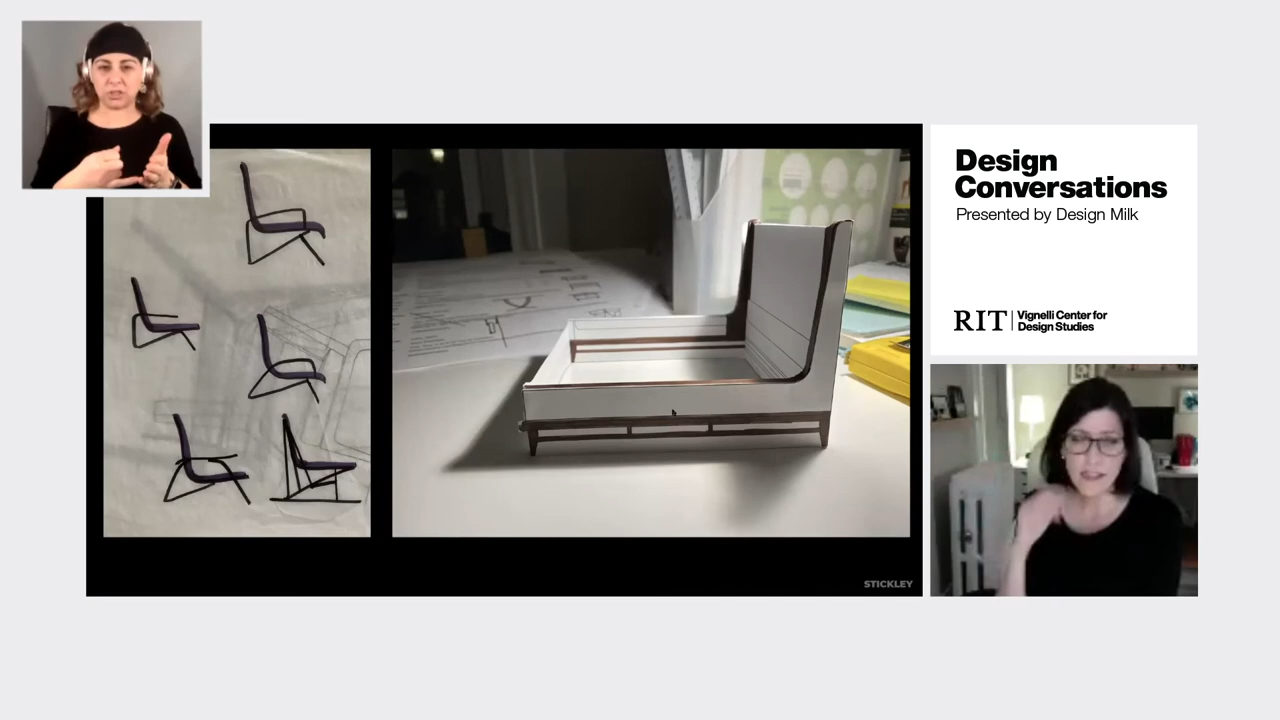 Design
Conversations
Presented by Design Milk
RIT
Vignelli Center for
Design Studies
STICKLEY